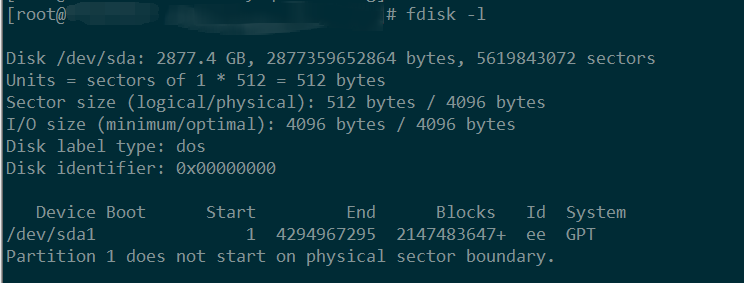 [root@ # fdisk -l
Disk /dev/sda: 2877.4 GB, 2877359652864 bytes, 5619843072 sectors
Units = sectors of 1 * 512 = 512 bytes
Sector size (logical/physical): 512 bytes / 4096 bytes
I/O size (minimum/optimal): 4096 bytes / 4096 bytes
Disk label type: dos
Disk identifier: 0x00000000
Device Boot Start End Blocks Id System
/dev/sda1 1 4294967295 2147483647+ ee GPT
Partition 1 does not start on physical sector boundary.